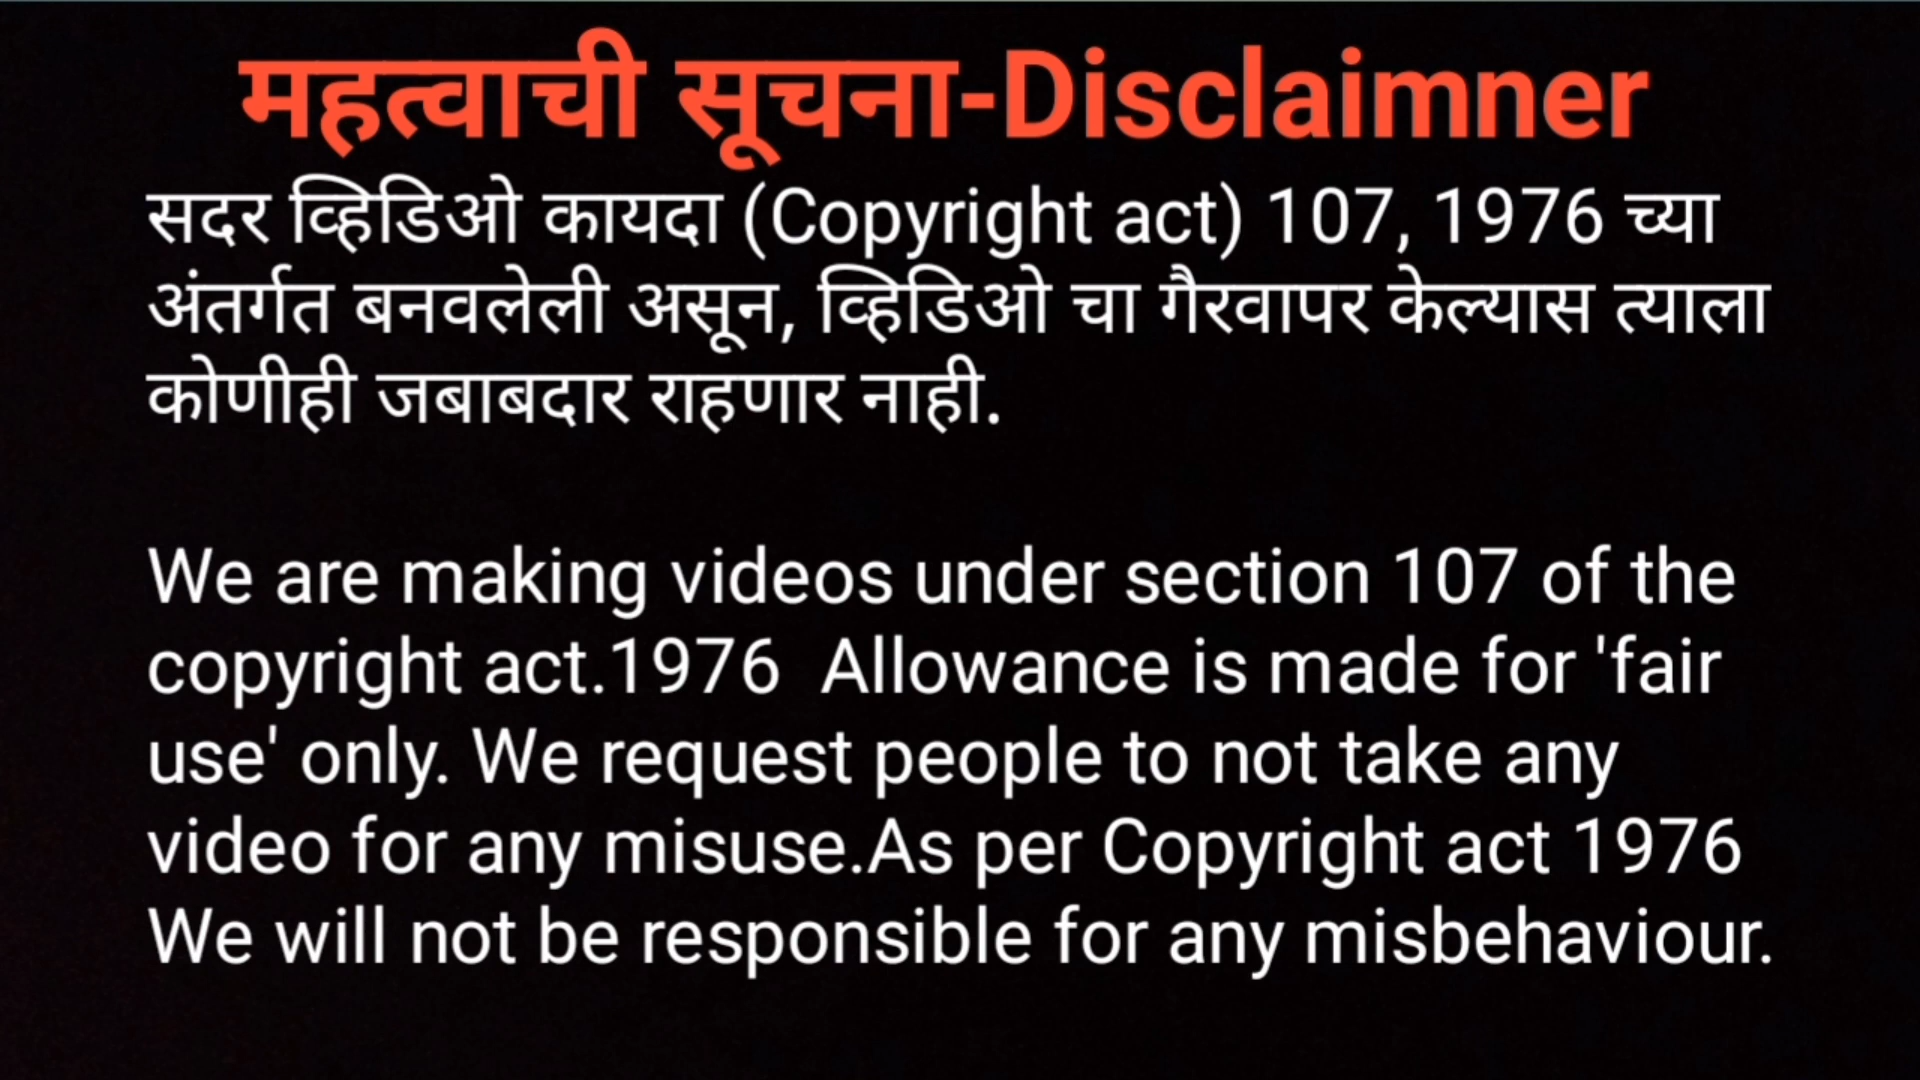 महत्वाची सूचना-Disclaimner
सदर व्हिडिओ कायदा (Copyright act) 107, 1976 च्या
अंतर्गत बनवलेली असून, व्हिडिओ चा गैरवापर केल्यास त्याला
कोणीही जबाबदार राहणार नाही.
We are making videos under section 107 of the
copyright act.1976  Allowance is made for 'fair
use' only. We request people to not take any
video for any misuse.As per Copyright act 1976
We will not be responsible for any misbehaviour.